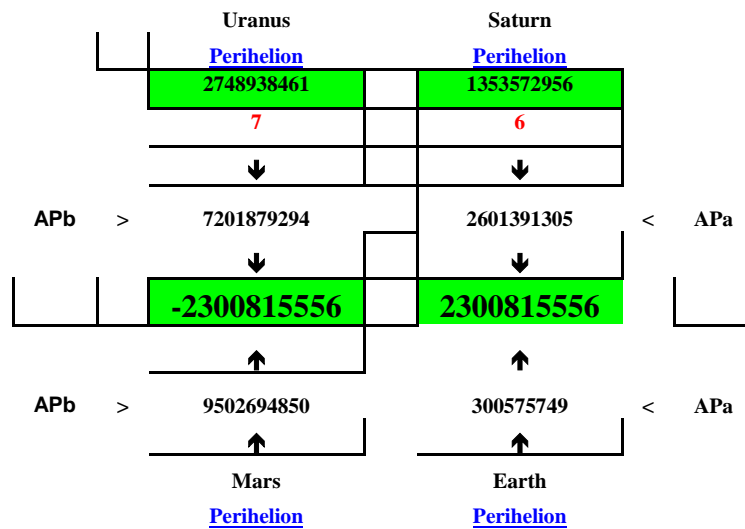 Uranus Saturn
Perihelion Perihelion
2748938461 1353572956
7 6
APb > 7201879294 2601391305 < APa
-2300815556 2300815556
APb > 9502694850 300575749 < APa
Mars Earth
Perihelion Perihelion